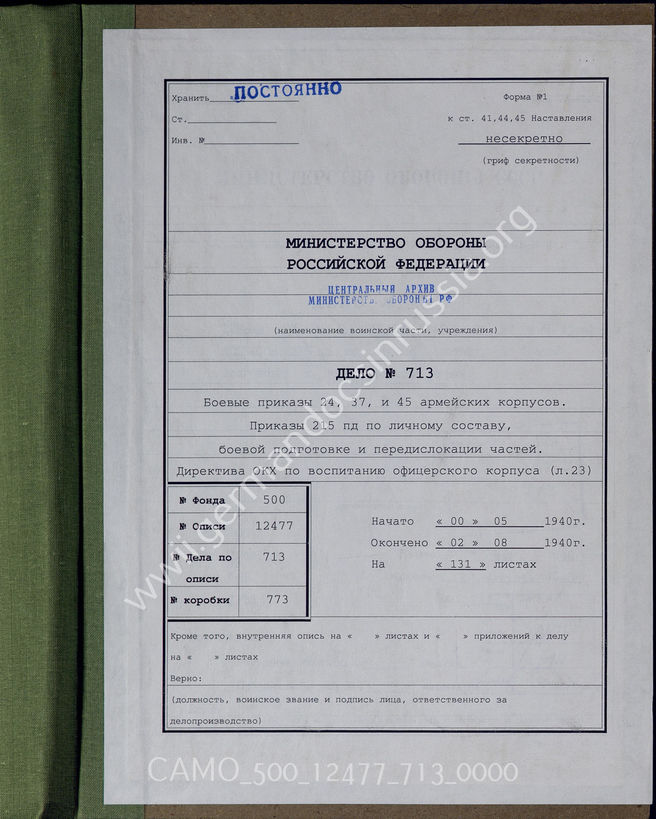 Хранить ПОСТОЯННО
Форма №1
Ст.
к ст. 41,44,45 Наставления
Инв. №
несекретно
(гриф секретности)
МИНИСТЕРСТВО ОБОРОНЫ
РОССИЙСКОЙ ФЕДЕРАЦИИ
ЦЕНТРАЛЬНЫЙ АРХИВ
МИНИСТЕРСТВ ОБОРОНЫ РФ
(наименование воинской части, учреждения)
ДЕЛО № 713
Боевые приказы 24, 37, и 45 армейских корпусов.
Приказы 215 пд по личному составу,
боевой подготовке и передислокации частей.
Директива ОКХ по воспитанию офицерского корпуса (л.23)
№ Фонда 500
№ Описи 12477
№ Дела по 713
описи
№ коробки 773
Начато « 00 » 05 1940г.
Окончено « 02 » 08 1940г.
На « 131 » листах
Кроме того, внутренняя опись на « » листах и « » приложений к делу
на « » листах
Верно:
(должность, воинское звание и подпись лица, ответственного за
делопроизводство)
www.germandocsinrussia.org
CAMO_500_12477_713_0000